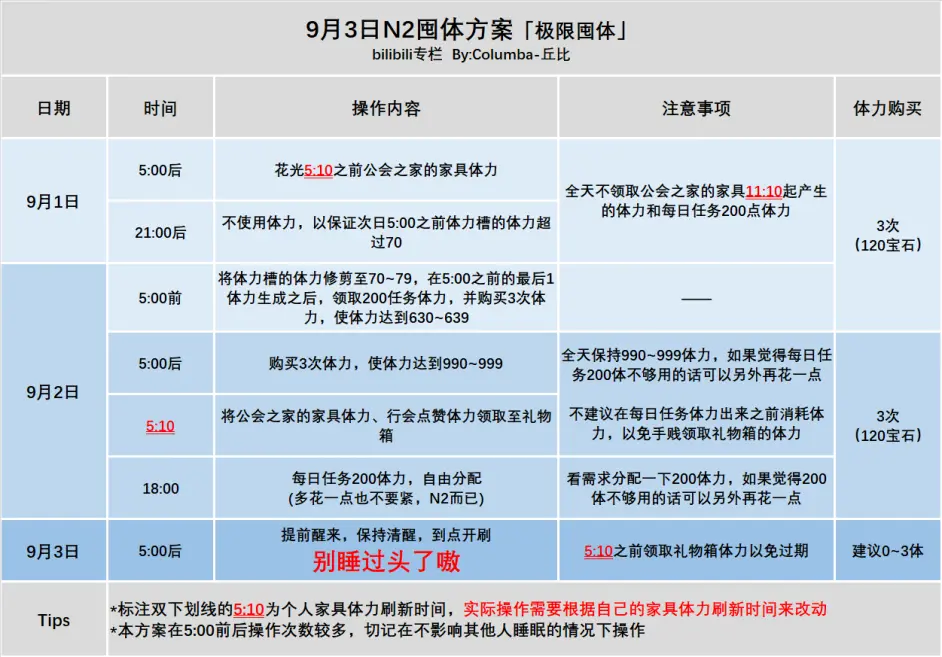 9月3日N2囤体方案「极限囤体」
bilibili专栏 By:Columba-丘比
日期
时间
操作内容
注意事项
体力购买
9月1日
5:00后
花光5:10之前公会之家的家具体力
全天不领取公会之家的家具11:10起产生
的体力和每日任务200点体力
3次
(120宝石)
21:00后
不使用体力，以保证次日5:00之前体力槽的体力超
过70
9月2日
5:00前
将体力槽的体力修剪至70~79，在5:00之前的最后1
体力生成之后，领取200任务体力，并购买3次体
力，使体力达到630~639
——
5:00后
购买3次体力，使体力达到990~999
全天保持990~999体力，如果觉得每日任
务200体不够用的话可以另外再花一点
不建议在每日任务体力出来之前消耗体
力，以免手贱领取礼物箱的体力
3次
(120宝石)
5:10
将公会之家的家具体力、行会点赞体力领取至礼物
箱
18:00
每日任务200体力，自由分配
(多花一点也不要紧，N2而已)
看需求分配一下200体力，如果觉得200
体不够用的话可以另外再花一点
9月3日
5:00后
提前醒来，保持清醒，到点开刷
别睡过头了嗷
5:10之前领取礼物箱体力以免过期
建议0~3体
Tips
*标注双下划线的5:10为个人家具体力刷新时间，实际操作需要根据自己的家具体力刷新时间来改动
*本方案在5:00前后操作次数较多，切记在不影响其他人睡眠的情况下操作